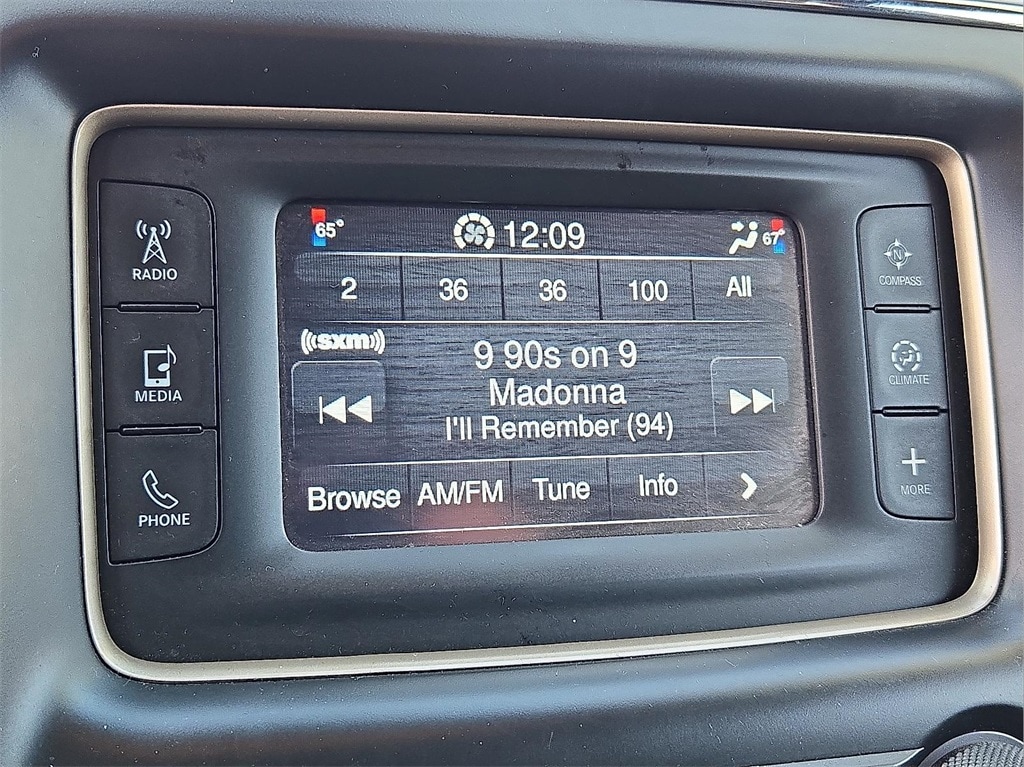 65° 12:09 67°
2 36 36 100 All
((sxm))
9 90s on 9
Madonna
I'll Remember (94)
Browse AM/FM Tune Info
RADIO
MEDIA
PHONE
N
COMPASS
CLIMATE
MORE